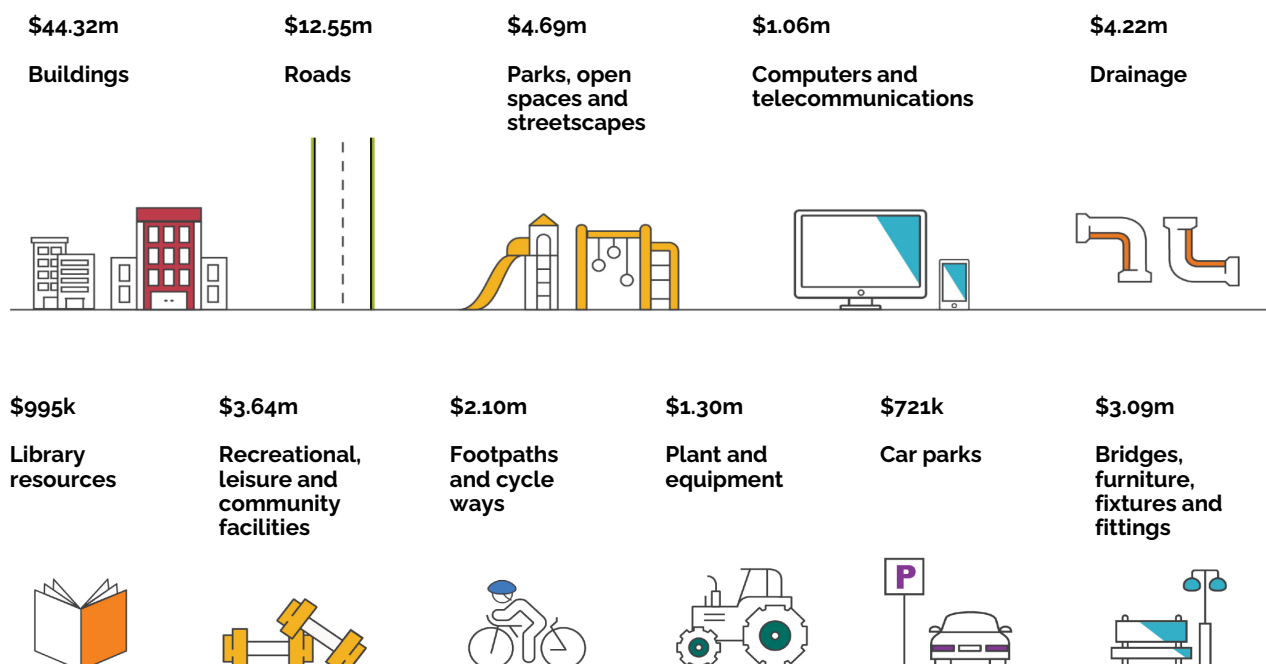 $44.32m
Buildings
$12.55m
Roads
$4.69m
Parks, open
spaces and
streetscapes
$1.06m
Computers and
telecommunications
$4.22m
Drainage
$995k
Library
resources
$3.64m
Recreational,
leisure and
community
facilities
$2.10m
Footpaths
and cycle
ways
$1.30m
Plant and
equipment
$721k
Car parks
P
$3.09m
Bridges,
furniture,
fixtures and
fittings